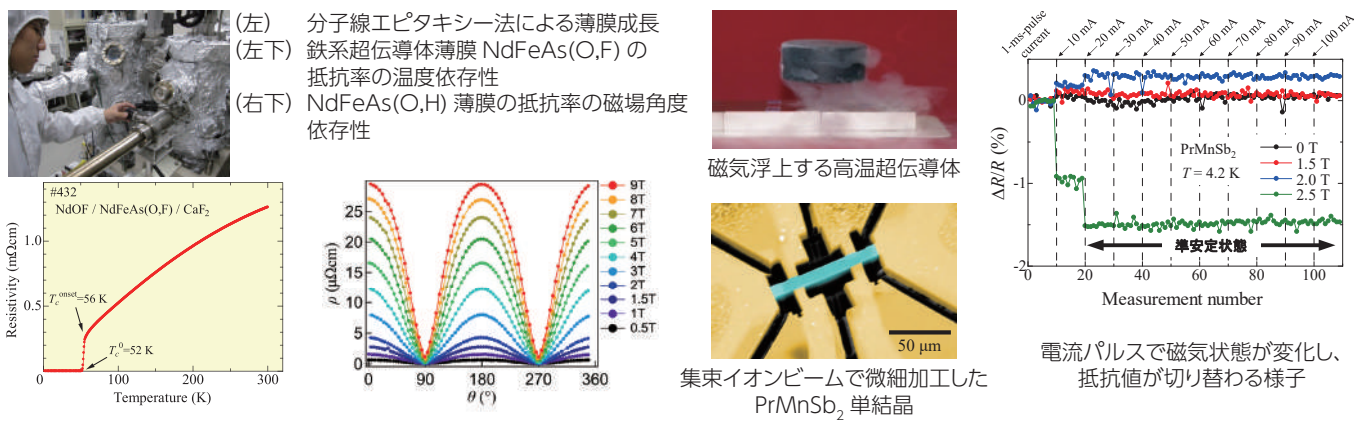 (左) 分子線エピタキシー法による薄膜成長
(左下) 鉄系超伝導体薄膜 NdFeAs(O,F) の
抵抗率の温度依存性
(右下) NdFeAs(O,H) 薄膜の抵抗率の磁場角度
依存性
#432
NdOF / NdFeAs(O,F) / CaF₂
Resistivity (mΩcm)
1.0
0.5
0
T_c^onset=56 K
T_c^0=52 K
0 100 200 300
Temperature (K)
ρ (μΩcm)
25
20
15
10
5
0
0 90 180 270 360
θ (°)
9T
8T
7T
6T
5T
4T
3T
2T
1.5T
1T
0.5T
磁気浮上する高温超伝導体
50 μm
集束イオンビームで微細加工した
PrMnSb₂ 単結晶
1-ms-pulse
current
10 mA
20 mA
30 mA
40 mA
50 mA
60 mA
70 mA
80 mA
90 mA
100 mA
ΔR/R (%)
0
−1
−2
PrMnSb₂
T = 4.2 K
0 T
1.5 T
2.0 T
2.5 T
準安定状態
0 10 20 30 40 50 60 70 80 90 100
Measurement number
電流パルスで磁気状態が変化し、
抵抗値が切り替わる様子